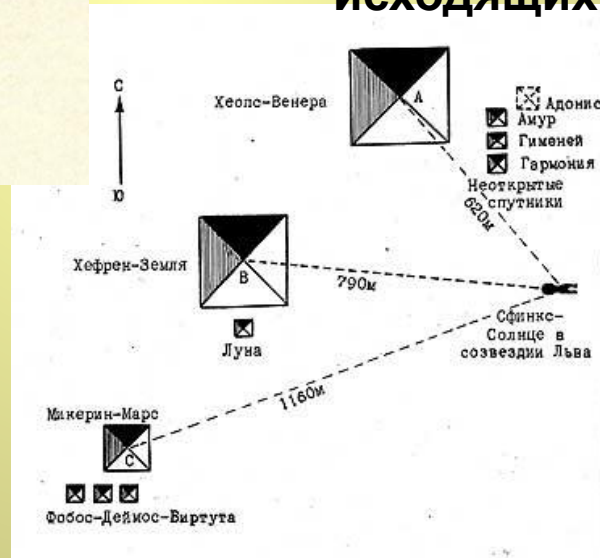 исходящих
С
Ю
Хеопс-Венера
А
Адонис
Амур
Гименей
Гармония
Неоткрытые
спутники
620м
Хефрен-Земля
В
790м
Луна
Сфинкс-
Солнце в
созвездии Льва
1160м
Микерин-Марс
С
Фобос-Деймос-Виртута